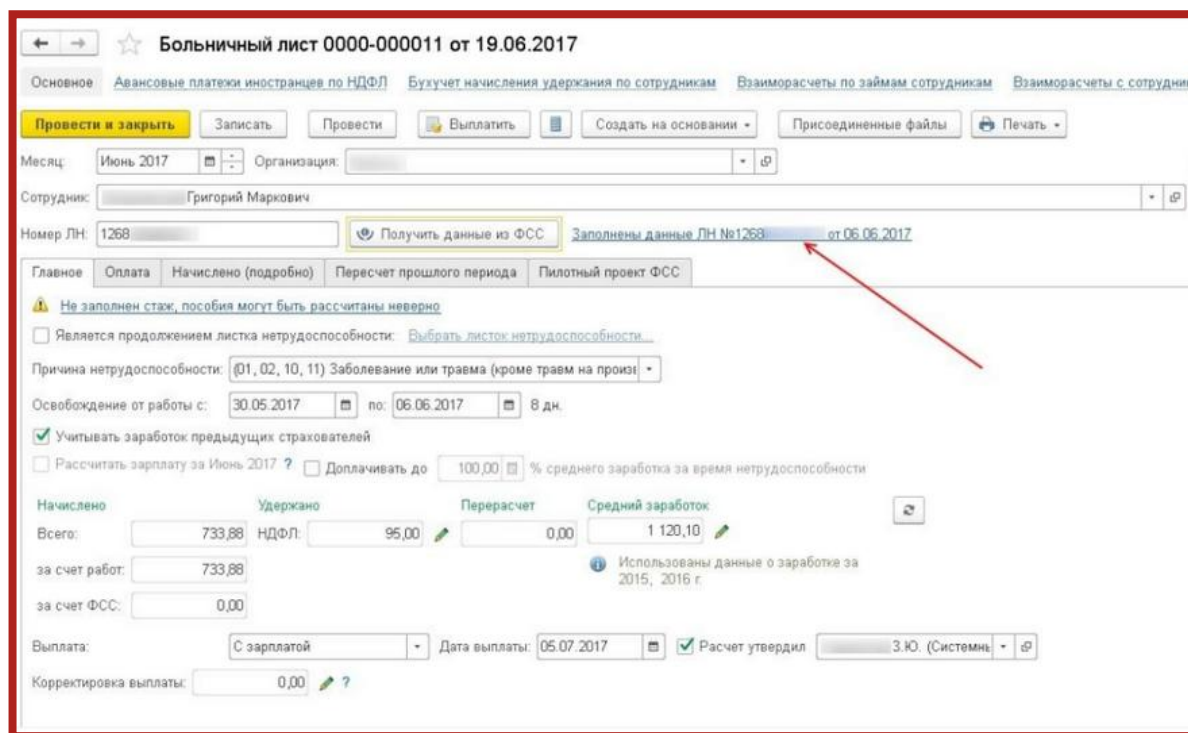 Больничный лист 0000-000011 от 19.06.2017
Основное Авансовые платежи иностранцев по НДФЛ Бухучет начисления удержания по сотрудникам Взаиморасчеты по займам сотрудникам Взаиморасчеты с сотрудни
Провести и закрыть Записать Провести Выплатить Создать на основании Присоединенные файлы Печать
Месяц: Июнь 2017 Организация:
Сотрудник: Григорий Маркович
Номер ЛН: 1268 Получить данные из ФСС Заполнены данные ЛН №1268 от 06.06.2017
Главное Оплата Начислено (подробно) Пересчет прошлого периода Пилотный проект ФСС
Не заполнен стаж, пособия могут быть рассчитаны неверно
Является продолжением листка нетрудоспособности: Выбрать листок нетрудоспособности...
Причина нетрудоспособности: (01, 02, 10, 11) Заболевание или травма (кроме травм на произв
Освобождение от работы с: 30.05.2017 по: 06.06.2017 8 дн.
Учитывать заработок предыдущих страхователей
Рассчитать зарплату за Июнь 2017 ? Доплачивать до 100,00 % среднего заработка за время нетрудоспособности
Начислено Удержано Перерасчет Средний заработок
Всего: 733,88 НДФЛ: 95,00 0,00 1 120,10
за счет работ: 733,88 Использованы данные о заработке за
2015, 2016 г.
за счет ФСС: 0,00
Выплата: С зарплатой Дата выплаты: 05.07.2017 Расчет утвердил З.Ю. (Системны
Корректировка выплаты: 0,00 ?